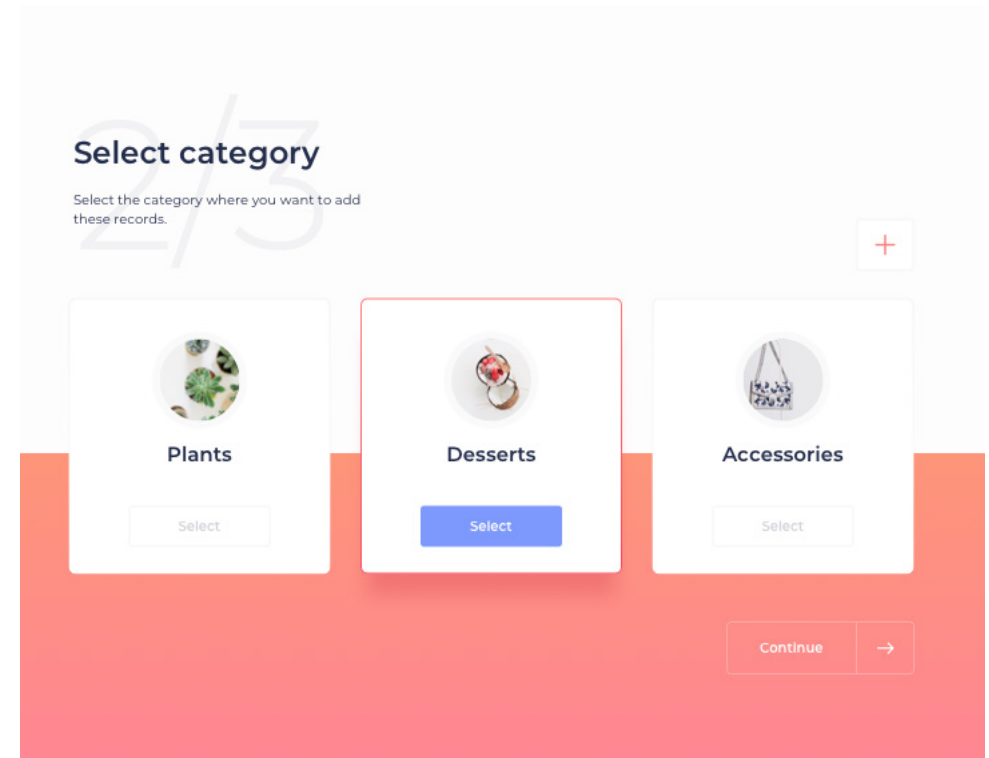 2/3
Select category
Select the category where you want to add
these records.
Plants
Desserts
Accessories
Select
Select
Select
Continue